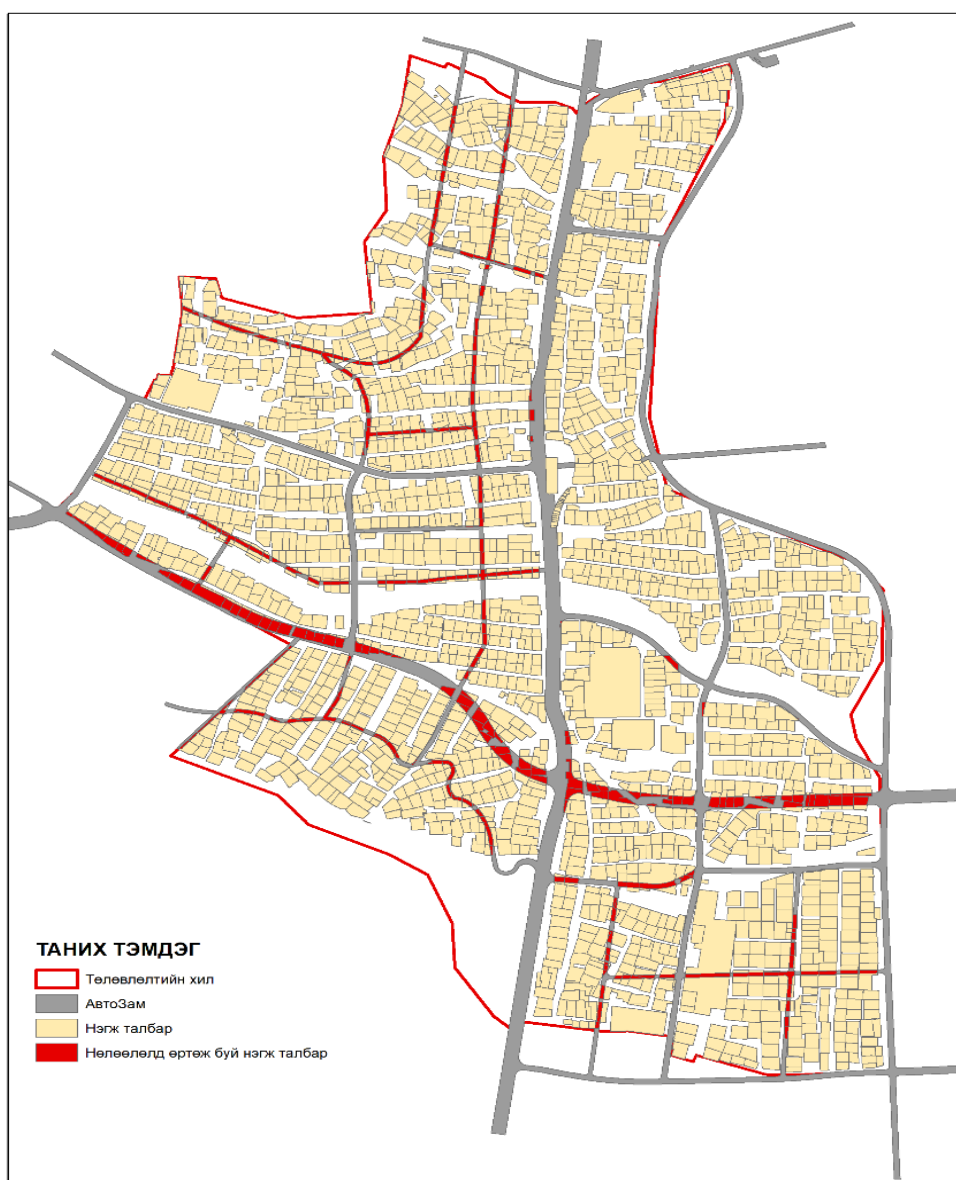 ТАНИХ ТЭМДЭГ
Төлөвлөлтийн хил
АвтоЗам
Нэгж талбар
Нөлөөлөлд өртөж буй нэгж талбар